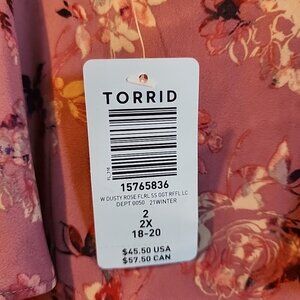 TORRID
15765836
W DUSTY ROSE FLRL SS GGT RFFL LC
DEPT 0050 21WINTER
2
2X
18-20
$45.50 USA
$57.50 CAN